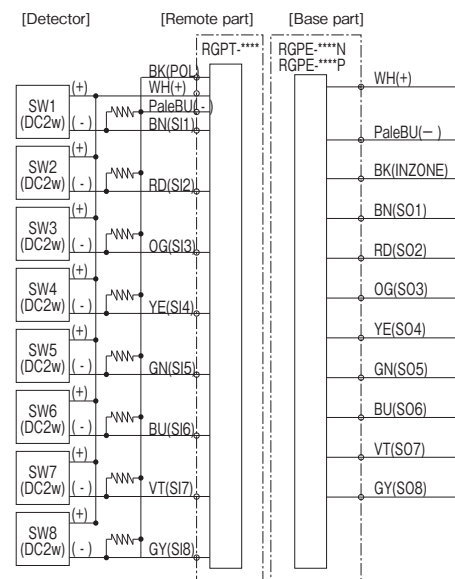 [Detector] [Remote part] [Base part]
RGPT-**** RGPE-****N
RGPE-****P
BK(POL)
WH(+)
PaleBU(-)
BN(SI1)
RD(SI2)
OG(SI3)
YE(SI4)
GN(SI5)
BU(SI6)
VT(SI7)
GY(SI8)
SW1 (+)
(DC2w) (-)
SW2 (+)
(DC2w) (-)
SW3 (+)
(DC2w) (-)
SW4 (+)
(DC2w) (-)
SW5 (+)
(DC2w) (-)
SW6 (+)
(DC2w) (-)
SW7 (+)
(DC2w) (-)
SW8 (+)
(DC2w) (-)
WH(+)
PaleBU(−)
BK(INZONE)
BN(SO1)
RD(SO2)
OG(SO3)
YE(SO4)
GN(SO5)
BU(SO6)
VT(SO7)
GY(SO8)